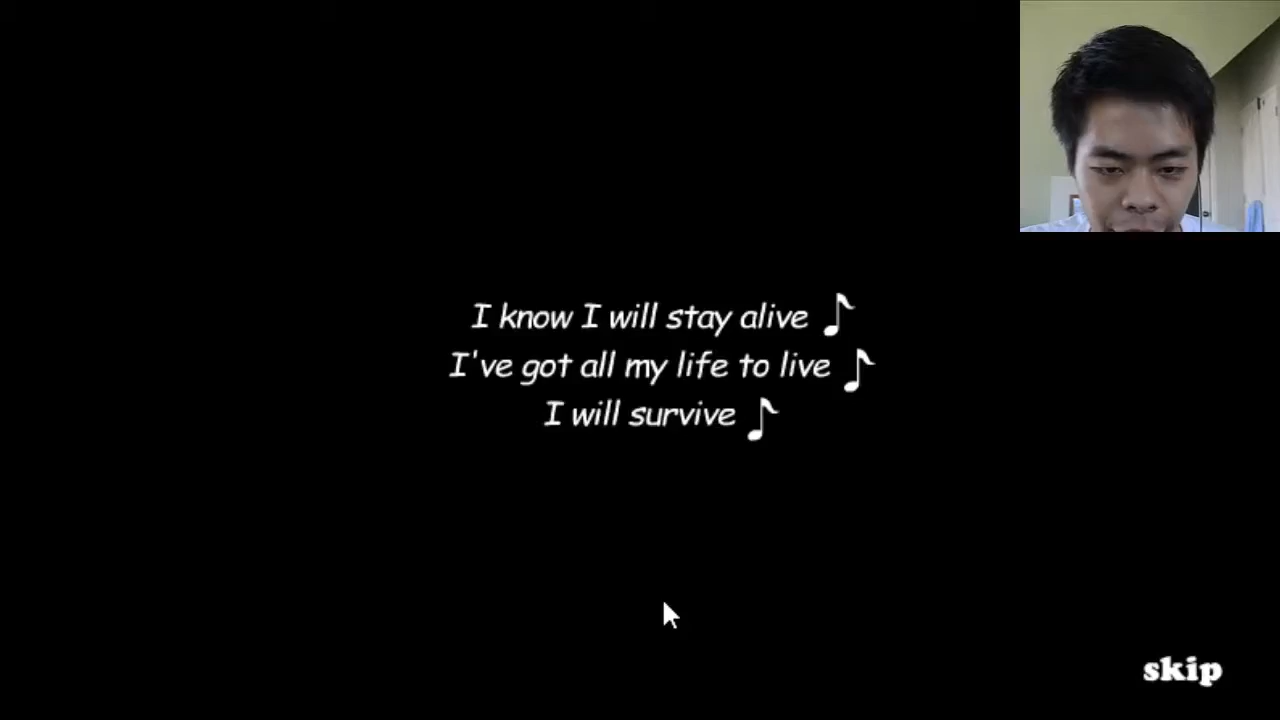 I know I will stay alive ♪
I've got all my life to live ♪
I will survive ♪
skip